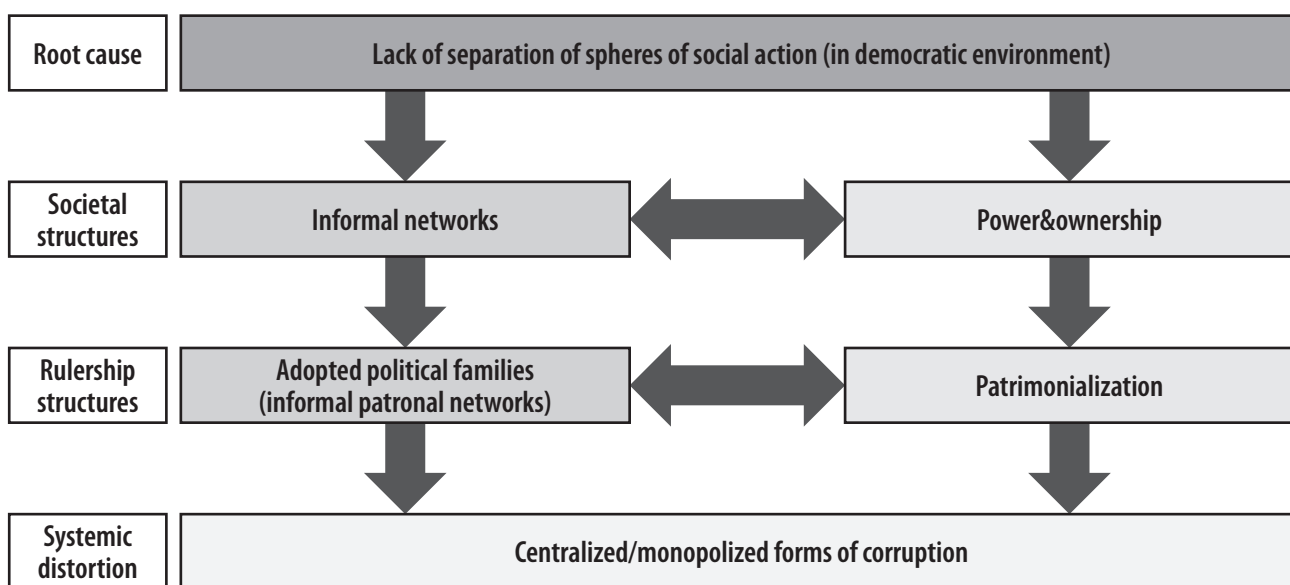 Root cause
Lack of separation of spheres of social action (in democratic environment)
Societal
structures
Informal networks
Power&ownership
Rulership
structures
Adopted political families
(informal patronal networks)
Patrimonialization
Systemic
distortion
Centralized/monopolized forms of corruption